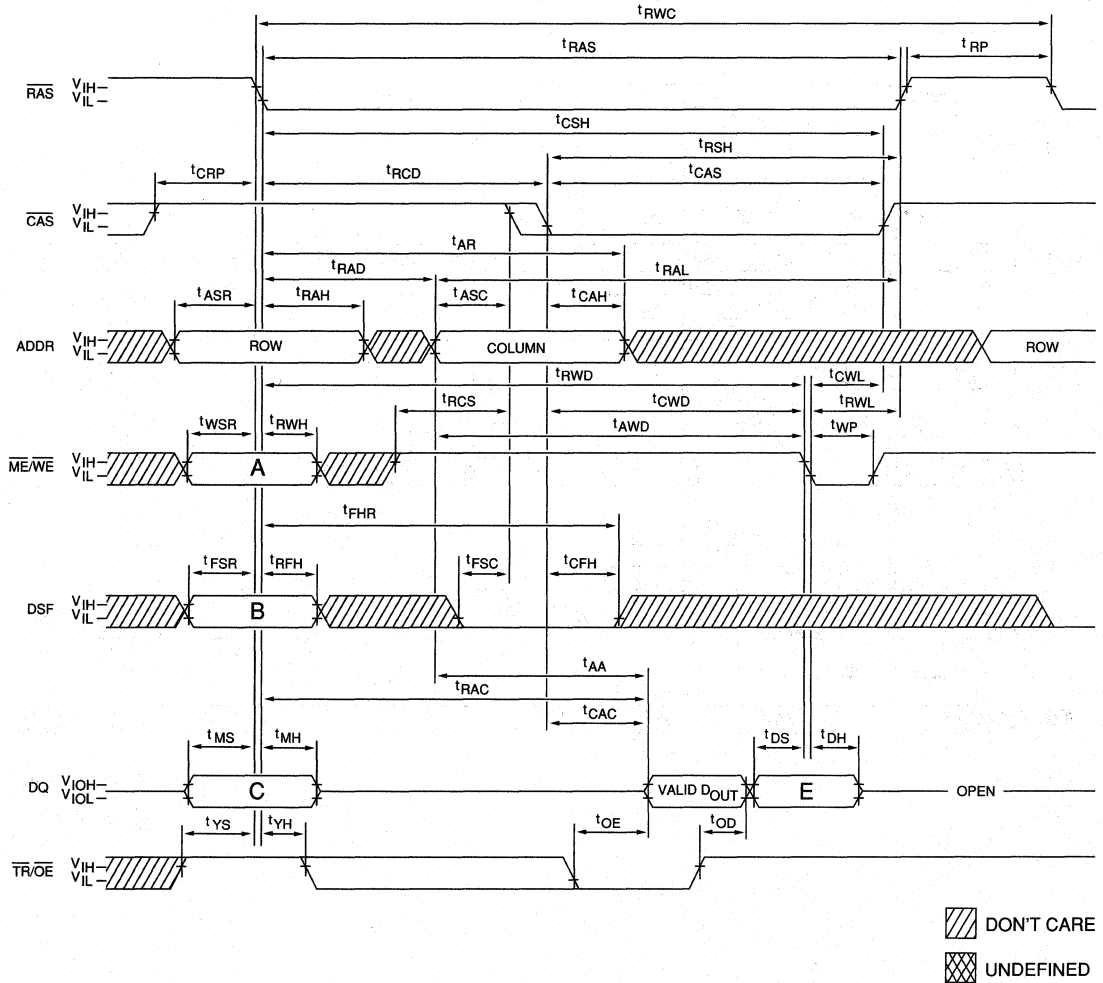 tRWC
tRAS
tRP
RAS VIH
VIL
tCSH
tRSH
tCRP
tRCD
tCAS
CAS VIH
VIL
tAR
tRAD
tRAL
tASR
tRAH
tASC
tCAH
ADDR VIH
VIL
ROW
COLUMN
ROW
tRWD
tCWL
tRCS
tCWD
tRWL
tWSR
tRWH
tAWD
tWP
ME/WE VIH
VIL
A
tFHR
tFSR
tRFH
tFSC
tCFH
DSF VIH
VIL
B
tAA
tRAC
tCAC
tMS
tMH
tDS
tDH
DQ VIOH
VIOL
C
VALID DOUT
E
OPEN
tYS
tYH
tOE
tOD
TR/OE VIH
VIL
DON'T CARE
UNDEFINED